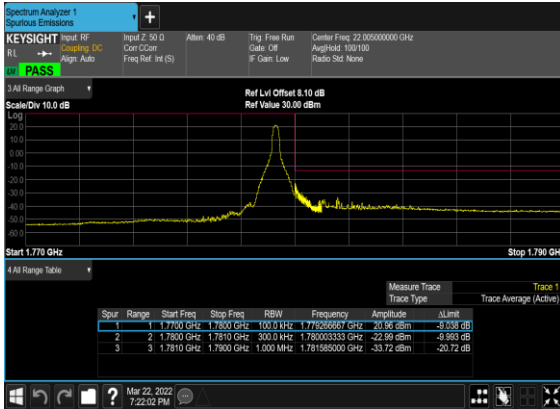 Spectrum Analyzer 1
Spurious Emissions
+
KEYSIGHT Input: RF Input Z: 50 Ω Atten: 40 dB Trig: Free Run Center Freq: 22.005000000 GHz
RL Coupling: DC Corr CCorr Gate: Off Avg|Hold: 100/100
Align: Auto Freq Ref: Int (S) IF Gain: Low Radio Std: None
PASS
3 All Range Graph
Ref Lvl Offset 8.10 dB
Scale/Div 10.0 dB Ref Value 30.00 dBm
Log
20.0
10.0
0.00
-10.0
-20.0
-30.0
-40.0
-50.0
-60.0
Start 1.770 GHz Stop 1.790 GHz
4 All Range Table
Measure Trace Trace 1
Trace Type Trace Average (Active)
Spur Range Start Freq Stop Freq RBW Frequency Amplitude ΔLimit
1 1 1.7700 GHz 1.7800 GHz 100.0 kHz 1.779266667 GHz 20.96 dBm -9.038 dB
2 2 1.7800 GHz 1.7810 GHz 300.0 kHz 1.780003333 GHz -22.99 dBm -9.993 dB
3 3 1.7810 GHz 1.7900 GHz 1.000 MHz 1.781585000 GHz -33.72 dBm -20.72 dB
?
Mar 22, 2022
7:22:02 PM